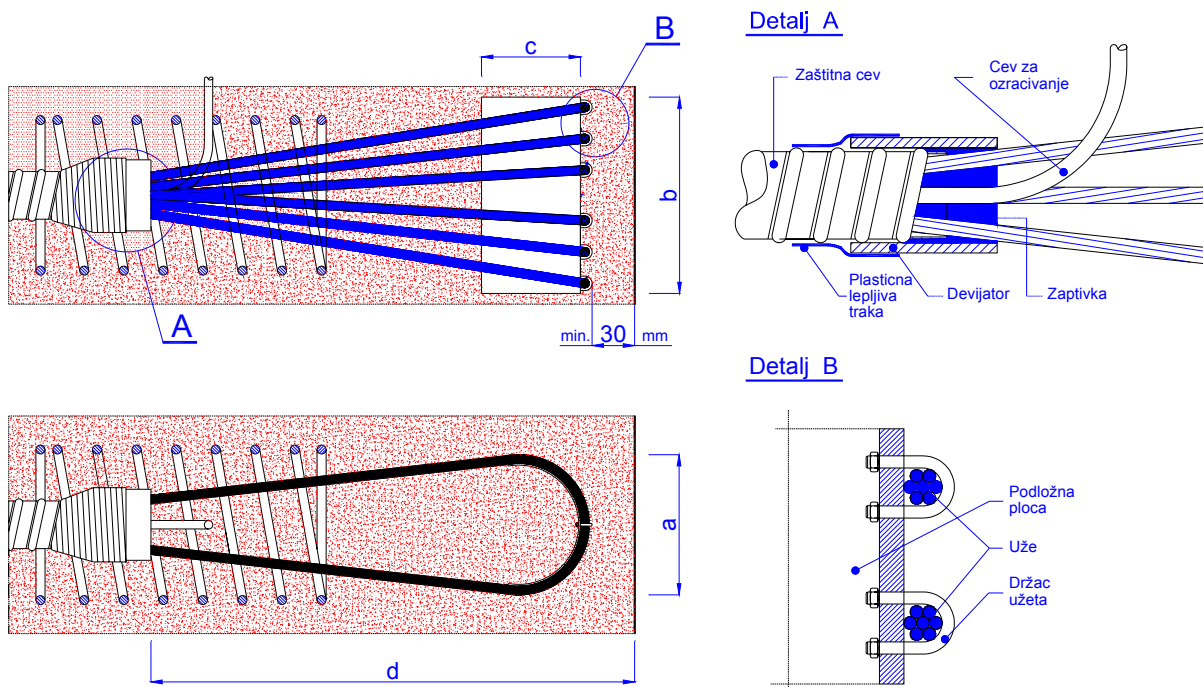 c
B
b
A
min. 30 mm
Detalj A
Zaštitna cev
Cev za
ozracivanje
Plasticna
lepljiva
traka
Devijator
Zaptivka
a
d
Detalj B
Podložna
ploca
Uže
Držac
užeta